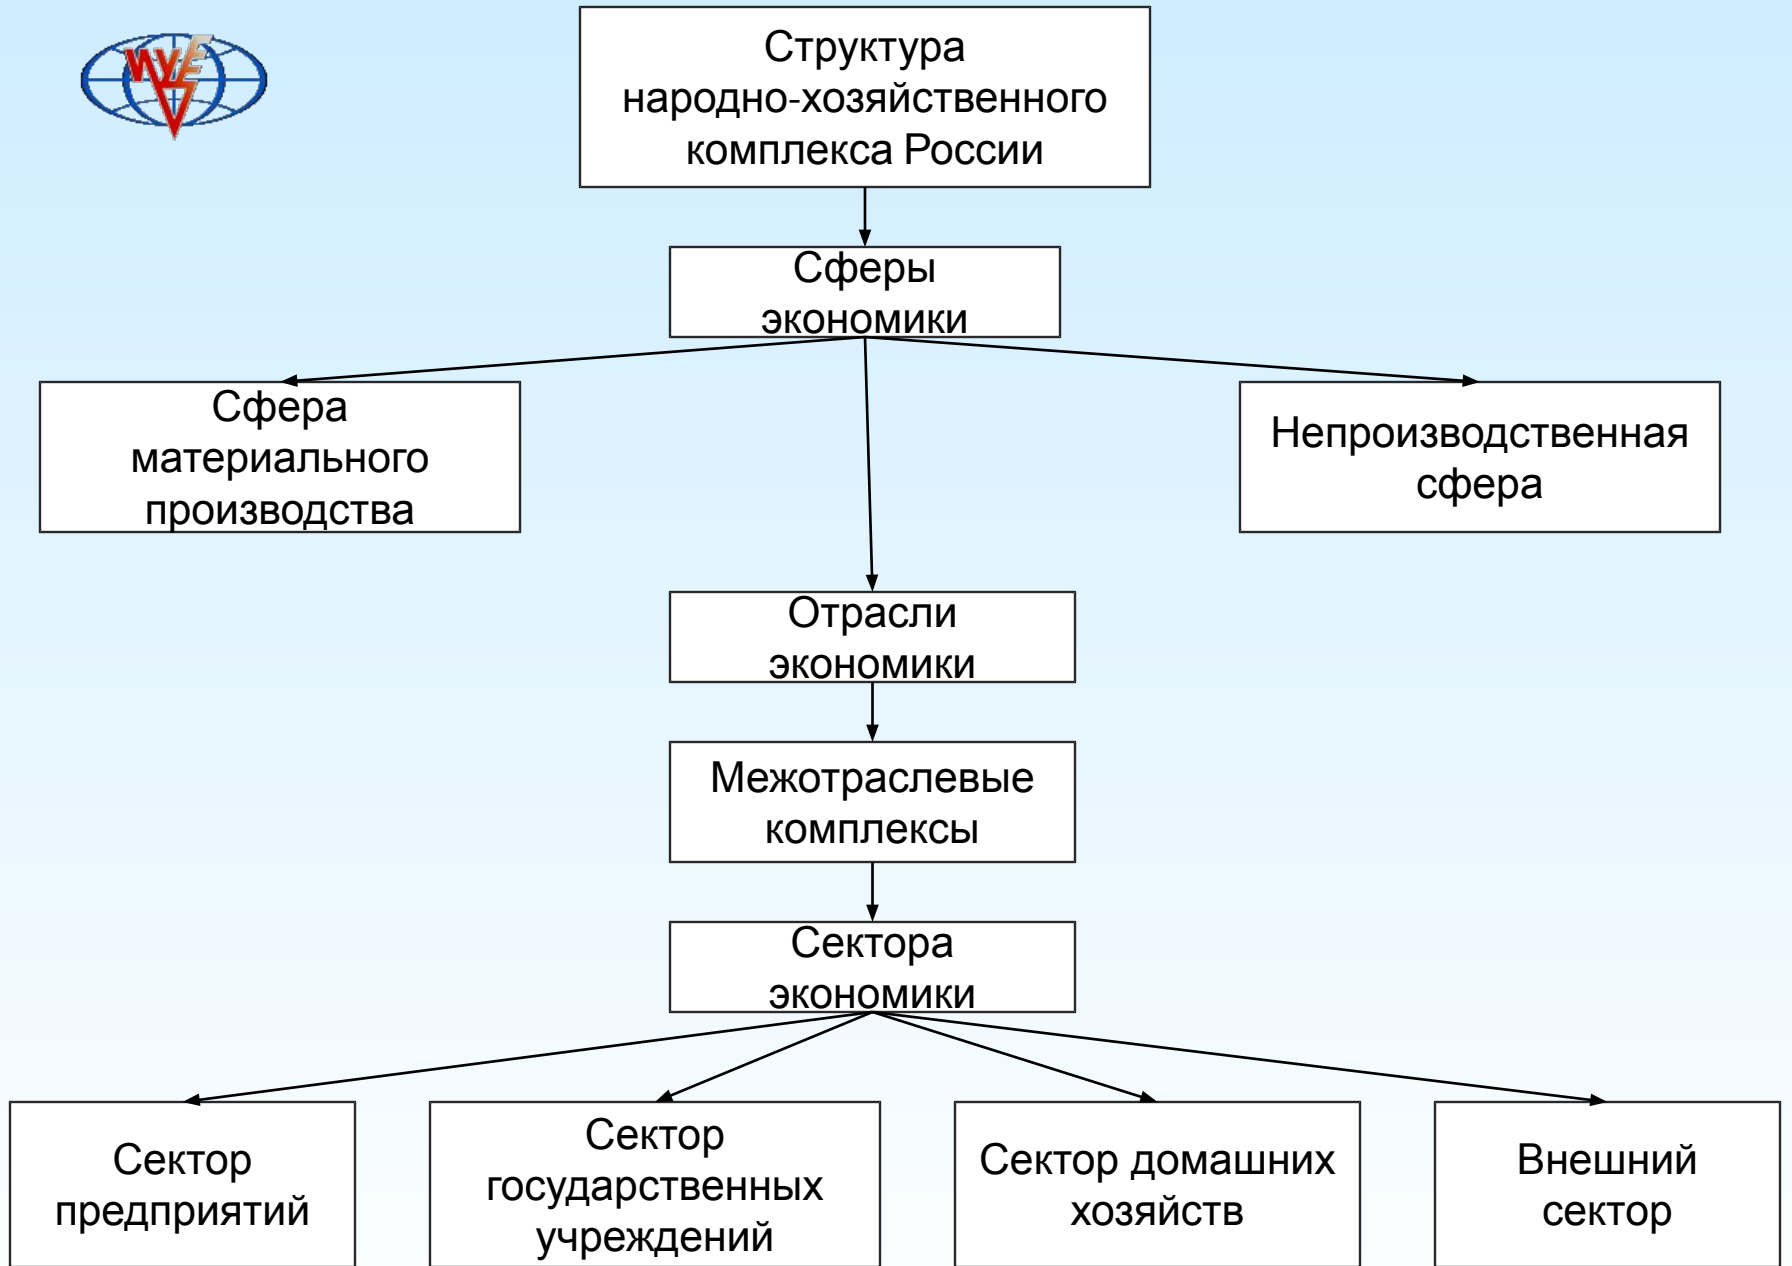 Структура
народно-хозяйственного
комплекса России
Сферы
экономики
Сфера
материального
производства
Непроизводственная
сфера
Отрасли
экономики
Межотраслевые
комплексы
Сектора
экономики
Сектор
предприятий
Сектор
государственных
учреждений
Сектор домашних
хозяйств
Внешний
сектор